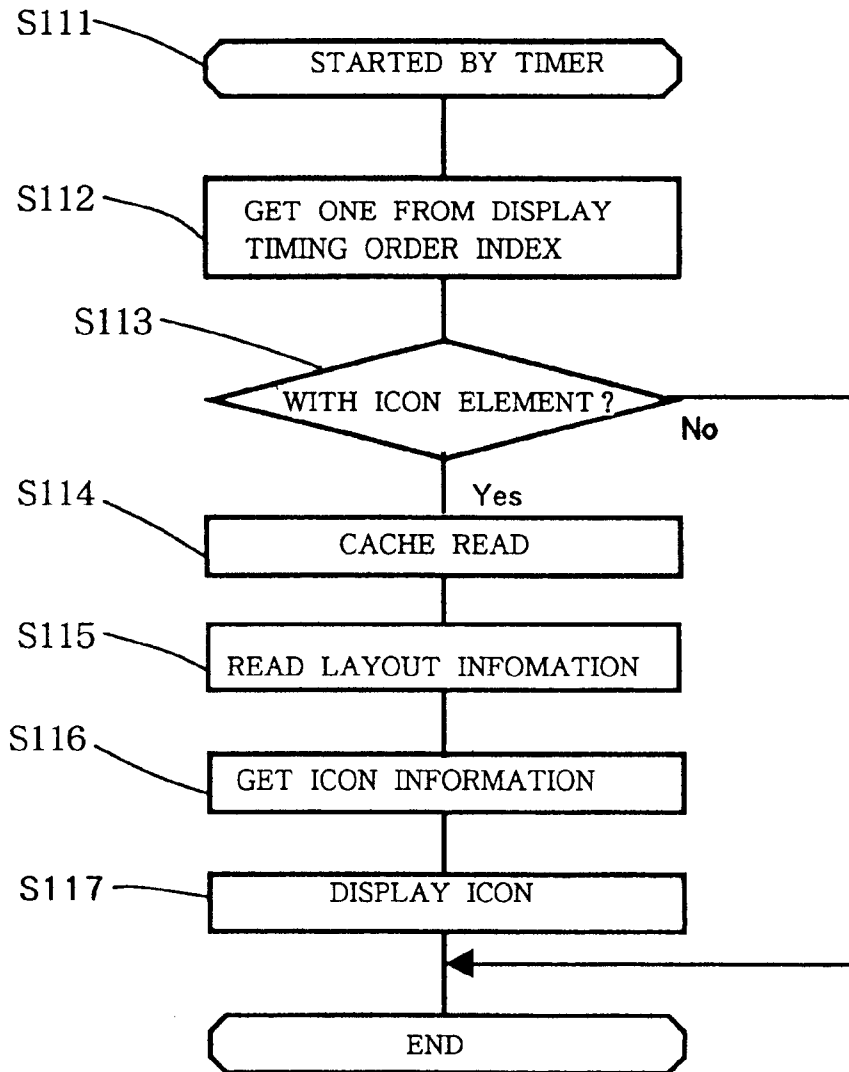 S111
STARTED BY TIMER
S112
GET ONE FROM DISPLAY
TIMING ORDER INDEX
S113
WITH ICON ELEMENT?
No
Yes
S114
CACHE READ
S115
READ LAYOUT INFOMATION
S116
GET ICON INFORMATION
S117
DISPLAY ICON
END